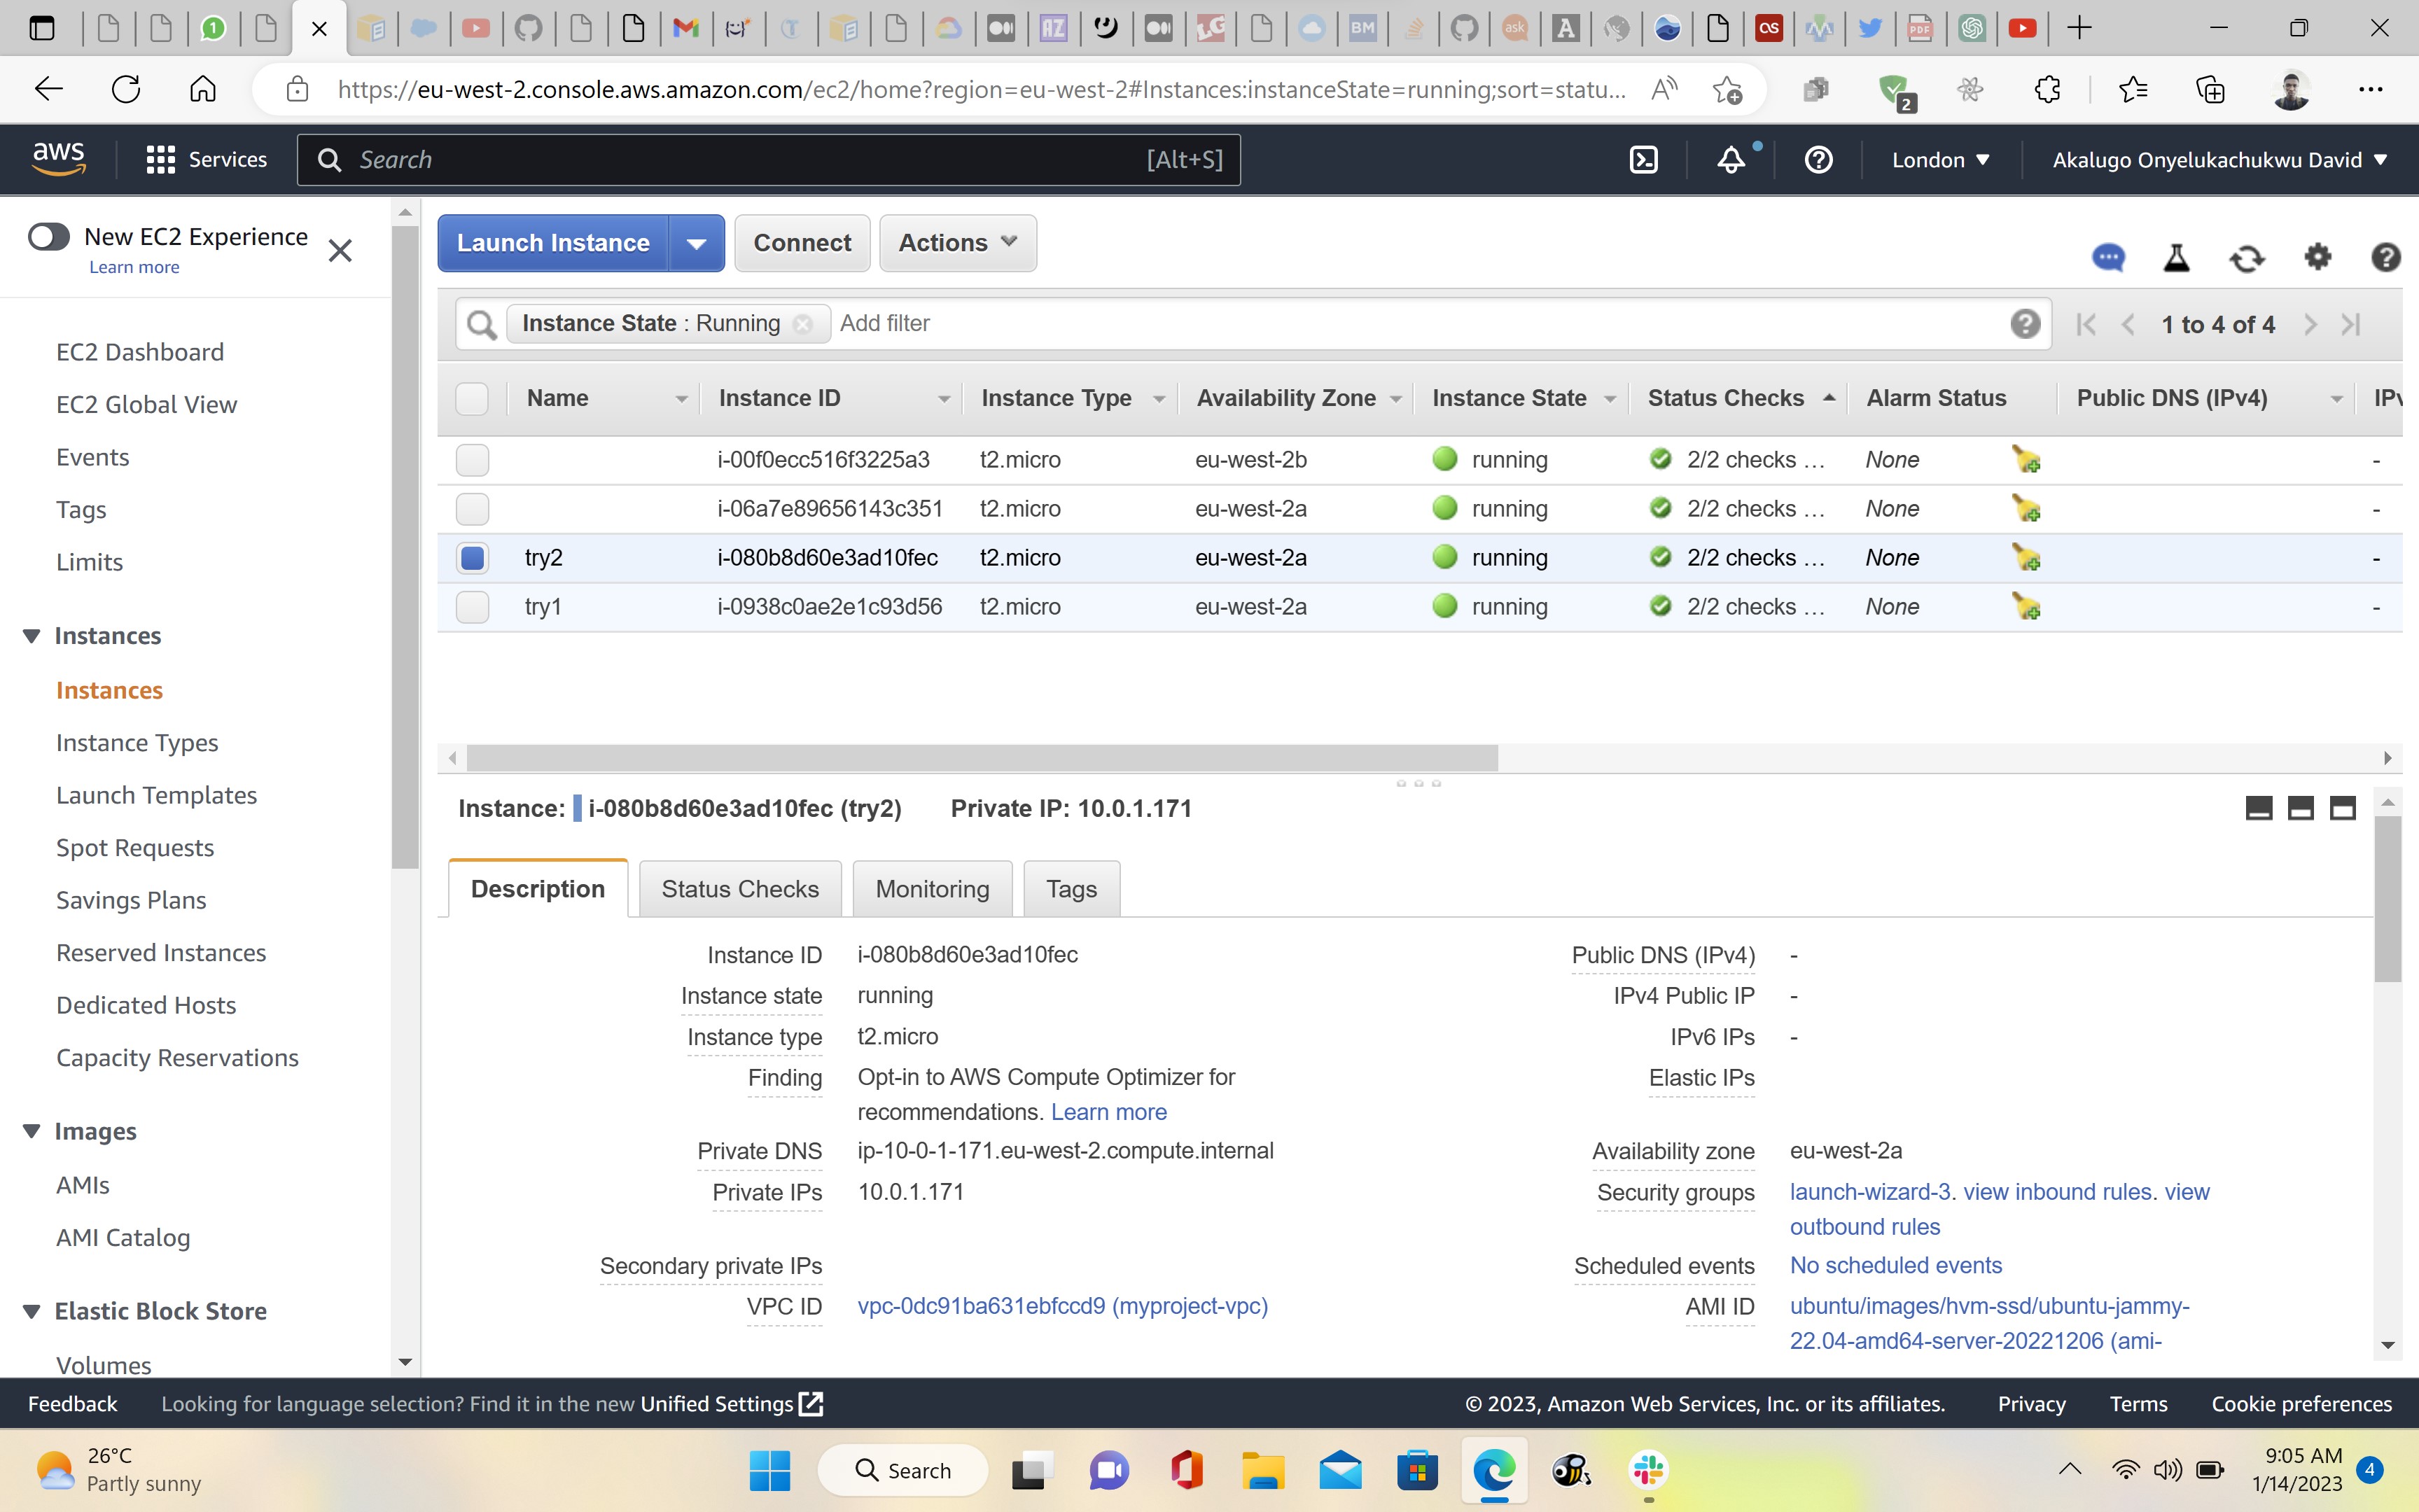 1
BM
ask
A
as
PDF
https://eu-west-2.console.aws.amazon.com/ec2/home?region=eu-west-2#Instances:instanceState=running;sort=statu...
2
aws
Services
Search
[Alt+S]
London
Akalugo Onyelukachukwu David
New EC2 Experience
Learn more
EC2 Dashboard
EC2 Global View
Events
Tags
Limits
Instances
Instances
Instance Types
Launch Templates
Spot Requests
Savings Plans
Reserved Instances
Dedicated Hosts
Capacity Reservations
Images
AMIs
AMI Catalog
Elastic Block Store
Volumes
Launch Instance
Connect
Actions
Instance State : Running
Add filter
1 to 4 of 4
Name Instance ID Instance Type Availability Zone Instance State Status Checks Alarm Status Public DNS (IPv4) IPv
i-00f0ecc516f3225a3 t2.micro eu-west-2b running 2/2 checks ... None -
i-06a7e89656143c351 t2.micro eu-west-2a running 2/2 checks ... None -
try2 i-080b8d60e3ad10fec t2.micro eu-west-2a running 2/2 checks ... None -
try1 i-0938c0ae2e1c93d56 t2.micro eu-west-2a running 2/2 checks ... None -
Instance: i-080b8d60e3ad10fec (try2) Private IP: 10.0.1.171
Description Status Checks Monitoring Tags
Instance ID i-080b8d60e3ad10fec
Instance state running
Instance type t2.micro
Finding Opt-in to AWS Compute Optimizer for
recommendations. Learn more
Private DNS ip-10-0-1-171.eu-west-2.compute.internal
Private IPs 10.0.1.171
Secondary private IPs
VPC ID vpc-0dc91ba631ebfccd9 (myproject-vpc)
Public DNS (IPv4) -
IPv4 Public IP -
IPv6 IPs -
Elastic IPs
Availability zone eu-west-2a
Security groups launch-wizard-3. view inbound rules. view
outbound rules
Scheduled events No scheduled events
AMI ID ubuntu/images/hvm-ssd/ubuntu-jammy-
22.04-amd64-server-20221206 (ami-
Feedback
Looking for language selection? Find it in the new Unified Settings
© 2023, Amazon Web Services, Inc. or its affiliates.
Privacy
Terms
Cookie preferences
26°C
Partly sunny
Search
9:05 AM
1/14/2023
4